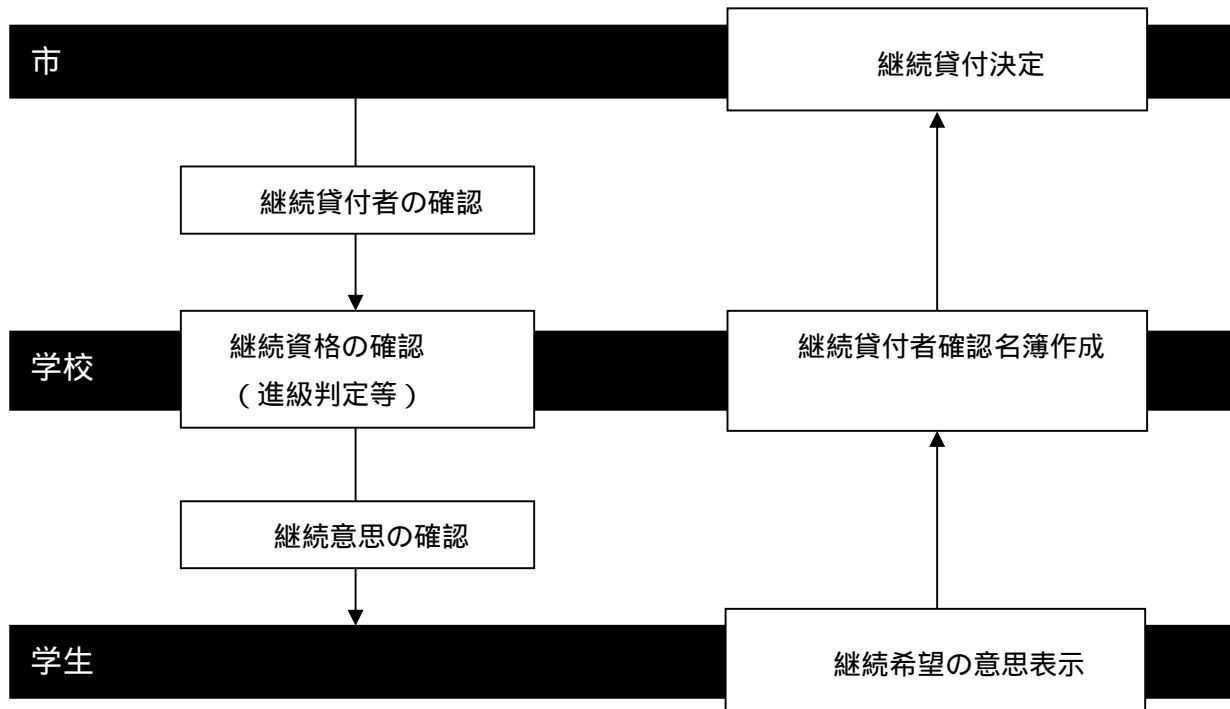 市
継続貸付決定
継続貸付者の確認
学校
継続資格の確認
(進級判定等)
継続貸付者確認名簿作成
継続意思の確認
学生
継続希望の意思表示